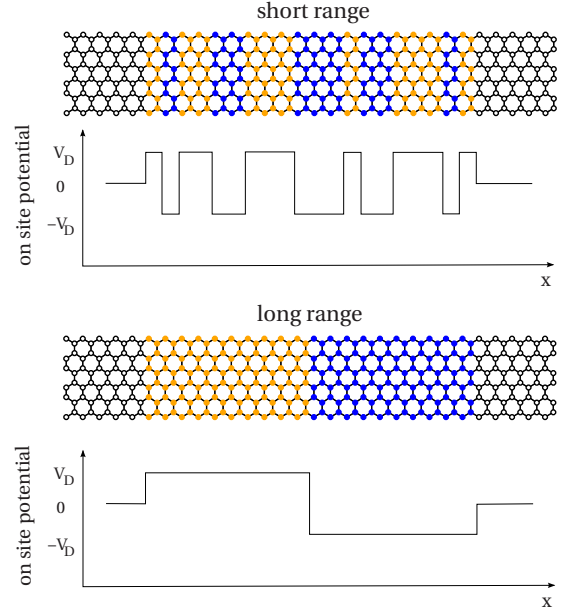 short range
on site potential
V_D
0
–V_D
x
long range
on site potential
V_D
0
–V_D
x